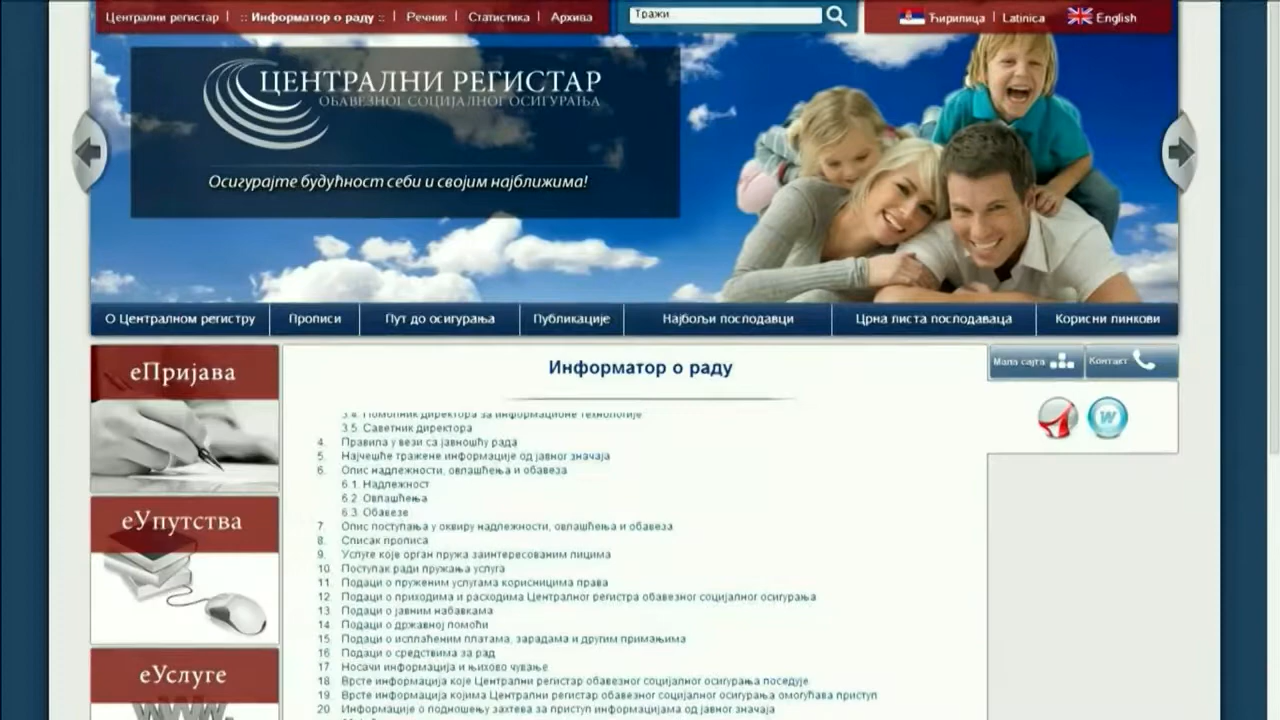 Централни регистар | :: Информатор о раду :: | Речник | Статистика | Архива
Тражи...
Ћирилица | Latinica English
ЦЕНТРАЛНИ РЕГИСТАР
ОБАВЕЗНОГ СОЦИЈАЛНОГ ОСИГУРАЊА
Осигурајте будућност себи и својим најближима!
О Централном регистру Прописи Пут до осигурања Публикације Најбољи послодавци Црна листа послодаваца Корисни линкови
еПријава
еУпутства
еУслуге
www.
Информатор о раду
Мапа сајта Контакт
3.4. Помоћник директора за информационе технологије
3.5. Саветник директора
4. Правила у вези са јавношћу рада
5. Најчешће тражене информације од јавног значаја
6. Опис надлежности, овлашћења и обавеза
6.1. Надлежност
6.2. Овлашћења
6.3. Обавезе
7. Опис поступања у оквиру надлежности, овлашћења и обавеза
8. Списак прописа
9. Услуге које орган пружа заинтересованим лицима
10. Поступак ради пружања услуга
11. Подаци о пруженим услугама корисницима права
12. Подаци о приходима и расходима Централног регистра обавезног социјалног осигурања
13. Подаци о јавним набавкама
14. Подаци о државној помоћи
15. Подаци о исплаћеним платама, зарадама и другим примањима
16. Подаци о средствима за рад
17. Носачи информација и њихово чување
18. Врсте информација које Централни регистар обавезног социјалног осигурања поседује
19. Врсте информација којима Централни регистар обавезног социјалног осигурања омогућава приступ
20. Информације о подношењу захтева за приступ информацијама од јавног значаја